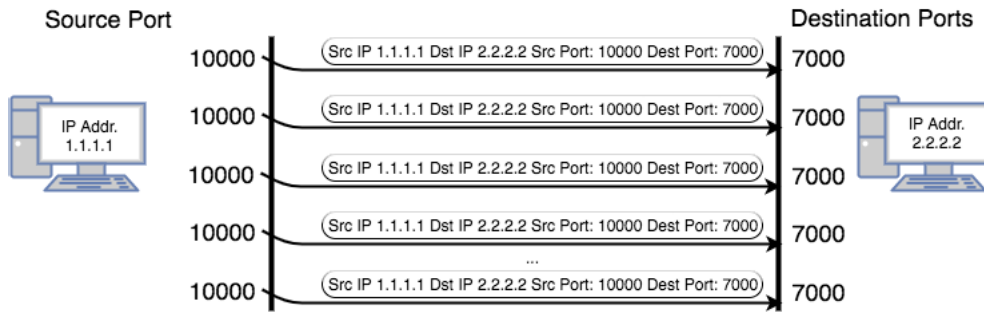 Source Port
Destination Ports
10000
Src IP 1.1.1.1 Dst IP 2.2.2.2 Src Port: 10000 Dest Port: 7000
7000
10000
Src IP 1.1.1.1 Dst IP 2.2.2.2 Src Port: 10000 Dest Port: 7000
7000
IP Addr.
1.1.1.1
IP Addr.
2.2.2.2
10000
Src IP 1.1.1.1 Dst IP 2.2.2.2 Src Port: 10000 Dest Port: 7000
7000
10000
Src IP 1.1.1.1 Dst IP 2.2.2.2 Src Port: 10000 Dest Port: 7000
7000
...
10000
Src IP 1.1.1.1 Dst IP 2.2.2.2 Src Port: 10000 Dest Port: 7000
7000